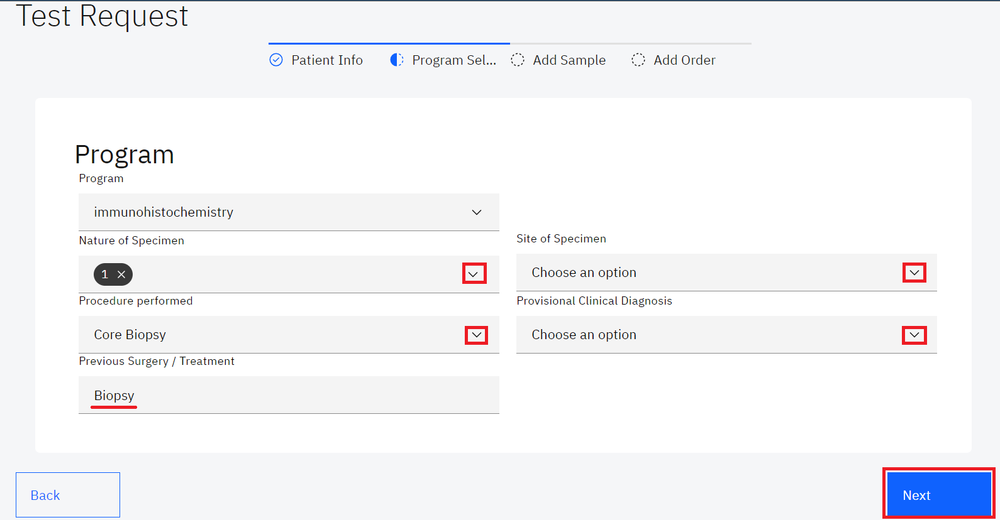 Test Request
Patient Info
Program Sel...
Add Sample
Add Order
Program
Program
immunohistochemistry
Nature of Specimen
1
Site of Specimen
Choose an option
Procedure performed
Core Biopsy
Provisional Clinical Diagnosis
Choose an option
Previous Surgery / Treatment
Biopsy
Back
Next